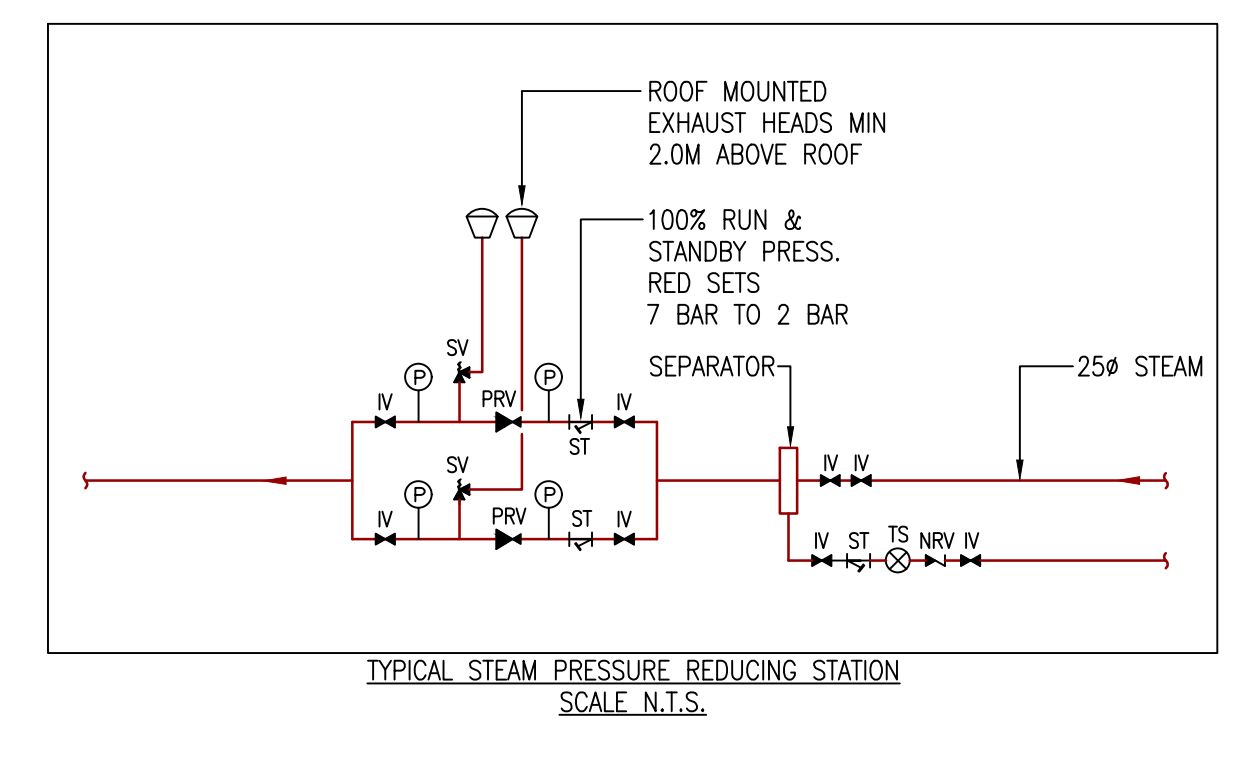 ROOF MOUNTED
EXHAUST HEADS MIN
2.0M ABOVE ROOF
100% RUN &
STANDBY PRESS.
RED SETS
7 BAR TO 2 BAR
SEPARATOR
25ø STEAM
SV
P
P
IV
PRV
IV
ST
SV
IV
IV
P
P
IV
PRV
ST
IV
IV
ST
TS
NRV
IV
TYPICAL STEAM PRESSURE REDUCING STATION
SCALE N.T.S.